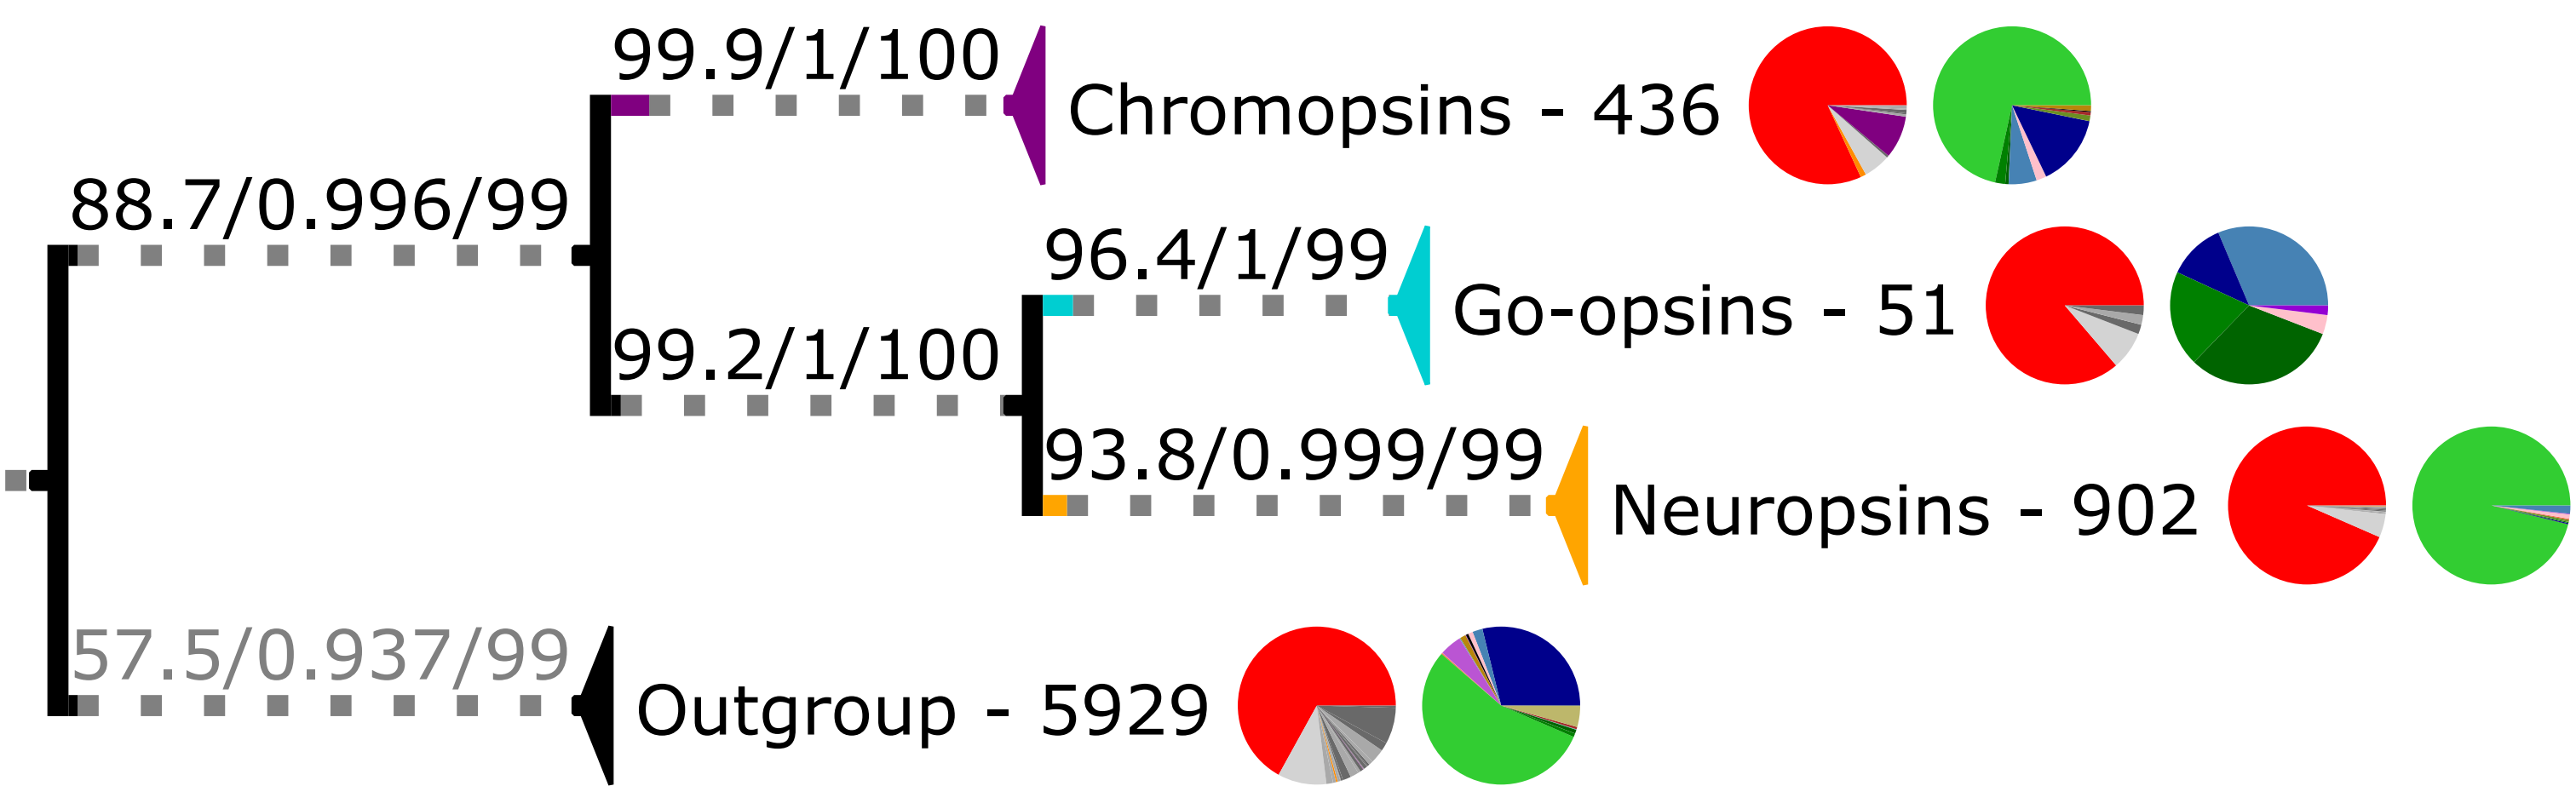 99.9/1/100
Chromopsins - 436
88.7/0.996/99
96.4/1/99
Go-opsins - 51
99.2/1/100
93.8/0.999/99
Neuropsins - 902
57.5/0.937/99
Outgroup - 5929